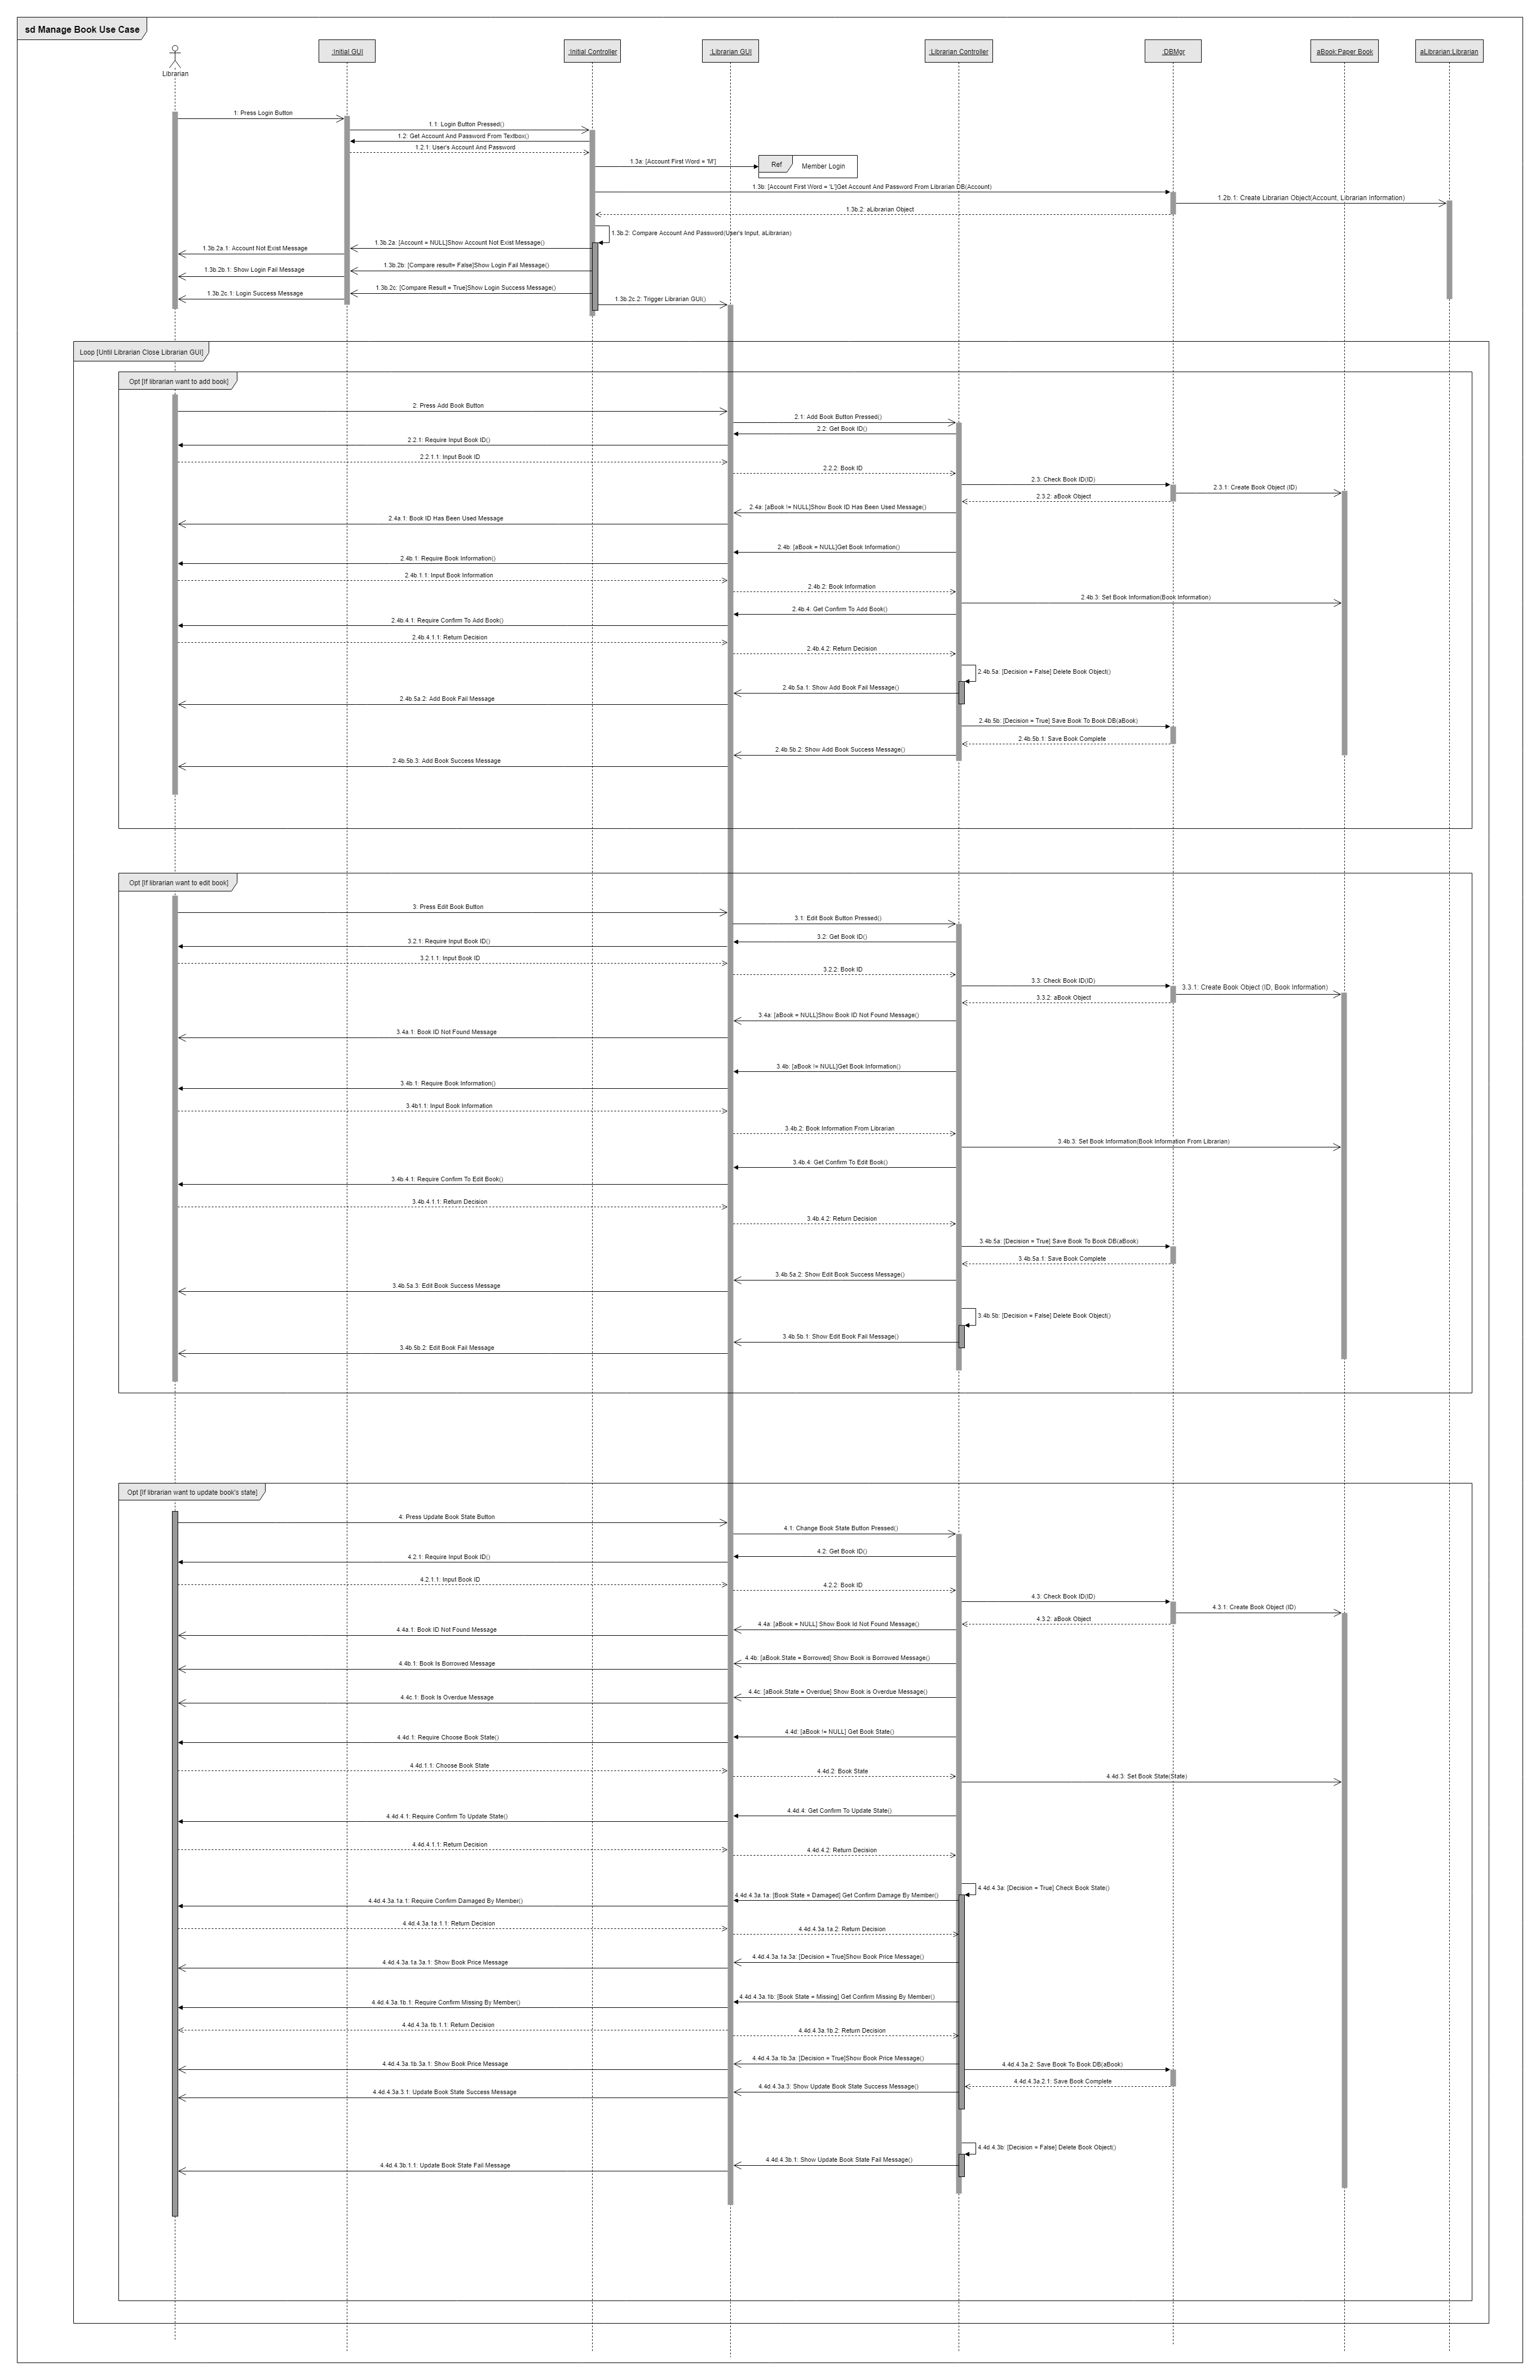 sd Manage Book Use Case
Librarian
:Initial GUI
:Initial Controller
:Librarian GUI
:Librarian Controller
:DBMgr
aBook:Paper Book
aLibrarian:Librarian
1: Press Login Button
1.1: Login Button Pressed()
1.2: Get Account And Password From Textbox()
1.2.1: User's Account And Password
1.3a: [Account First Word = 'M']
Ref
Member Login
1.3b: [Account First Word = 'L']Get Account And Password From Librarian DB(Account)
1.2b.1: Create Librarian Object(Account, Librarian Information)
1.3b.2: aLibrarian Object
1.3b.2: Compare Account And Password(User's Input, aLibrarian)
1.3b.2a: [Account = NULL]Show Account Not Exist Message()
1.3b.2a.1: Account Not Exist Message
1.3b.2b: [Compare result= False]Show Login Fail Message()
1.3b.2b.1: Show Login Fail Message
1.3b.2c: [Compare Result = True]Show Login Success Message()
1.3b.2c.1: Login Success Message
1.3b.2c.2: Trigger Librarian GUI()
Loop [Until Librarian Close Librarian GUI]
Opt [If librarian want to add book]
2: Press Add Book Button
2.1: Add Book Button Pressed()
2.2: Get Book ID()
2.2.1: Require Input Book ID()
2.2.1.1: Input Book ID
2.2.2: Book ID
2.3: Check Book ID(ID)
2.3.1: Create Book Object (ID)
2.3.2: aBook Object
2.4a: [aBook != NULL]Show Book ID Has Been Used Message()
2.4a.1: Book ID Has Been Used Message
2.4b: [aBook = NULL]Get Book Information()
2.4b.1: Require Book Information()
2.4b.1.1: Input Book Information
2.4b.2: Book Information
2.4b.3: Set Book Information(Book Information)
2.4b.4: Get Confirm To Add Book()
2.4b.4.1: Require Confirm To Add Book()
2.4b.4.1.1: Return Decision
2.4b.4.2: Return Decision
2.4b.5a: [Decision = False] Delete Book Object()
2.4b.5a.1: Show Add Book Fail Message()
2.4b.5a.2: Add Book Fail Message
2.4b.5b: [Decision = True] Save Book To Book DB(aBook)
2.4b.5b.1: Save Book Complete
2.4b.5b.2: Show Add Book Success Message()
2.4b.5b.3: Add Book Success Message
Opt [If librarian want to edit book]
3: Press Edit Book Button
3.1: Edit Book Button Pressed()
3.2: Get Book ID()
3.2.1: Require Input Book ID()
3.2.1.1: Input Book ID
3.2.2: Book ID
3.3: Check Book ID(ID)
3.3.1: Create Book Object (ID, Book Information)
3.3.2: aBook Object
3.4a: [aBook = NULL]Show Book ID Not Found Message()
3.4a.1: Book ID Not Found Message
3.4b: [aBook != NULL]Get Book Information()
3.4b.1: Require Book Information()
3.4b1.1: Input Book Information
3.4b.2: Book Information From Librarian
3.4b.3: Set Book Information(Book Information From Librarian)
3.4b.4: Get Confirm To Edit Book()
3.4b.4.1: Require Confirm To Edit Book()
3.4b.4.1.1: Return Decision
3.4b.4.2: Return Decision
3.4b.5a: [Decision = True] Save Book To Book DB(aBook)
3.4b.5a.1: Save Book Complete
3.4b.5a.2: Show Edit Book Success Message()
3.4b.5a.3: Edit Book Success Message
3.4b.5b: [Decision = False] Delete Book Object()
3.4b.5b.1: Show Edit Book Fail Message()
3.4b.5b.2: Edit Book Fail Message
Opt [If librarian want to update book's state]
4: Press Update Book State Button
4.1: Change Book State Button Pressed()
4.2: Get Book ID()
4.2.1: Require Input Book ID()
4.2.1.1: Input Book ID
4.2.2: Book ID
4.3: Check Book ID(ID)
4.3.1: Create Book Object (ID)
4.3.2: aBook Object
4.4a: [aBook = NULL] Show Book Id Not Found Message()
4.4a.1: Book ID Not Found Message
4.4b: [aBook.State = Borrowed] Show Book is Borrowed Message()
4.4b.1: Book Is Borrowed Message
4.4c: [aBook.State = Overdue] Show Book is Overdue Message()
4.4c.1: Book Is Overdue Message
4.4d: [aBook != NULL] Get Book State()
4.4d.1: Require Choose Book State()
4.4d.1.1: Choose Book State
4.4d.2: Book State
4.4d.3: Set Book State(State)
4.4d.4: Get Confirm To Update State()
4.4d.4.1: Require Confirm To Update State()
4.4d.4.1.1: Return Decision
4.4d.4.2: Return Decision
4.4d.4.3a: [Decision = True] Check Book State()
4.4d.4.3a.1a: [Book State = Damaged] Get Confirm Damage By Member()
4.4d.4.3a.1a.1: Require Confirm Damaged By Member()
4.4d.4.3a.1a.1.1: Return Decision
4.4d.4.3a.1a.2: Return Decision
4.4d.4.3a.1a.3a: [Decision = True]Show Book Price Message()
4.4d.4.3a.1a.3a.1: Show Book Price Message
4.4d.4.3a.1b: [Book State = Missing] Get Confirm Missing By Member()
4.4d.4.3a.1b.1: Require Confirm Missing By Member()
4.4d.4.3a.1b.1.1: Return Decision
4.4d.4.3a.1b.2: Return Decision
4.4d.4.3a.1b.3a: [Decision = True]Show Book Price Message()
4.4d.4.3a.1b.3a.1: Show Book Price Message
4.4d.4.3a.2: Save Book To Book DB(aBook)
4.4d.4.3a.2.1: Save Book Complete
4.4d.4.3a.3: Show Update Book State Success Message()
4.4d.4.3a.3.1: Update Book State Success Message
4.4d.4.3b: [Decision = False] Delete Book Object()
4.4d.4.3b.1: Show Update Book State Fail Message()
4.4d.4.3b.1.1: Update Book State Fail Message